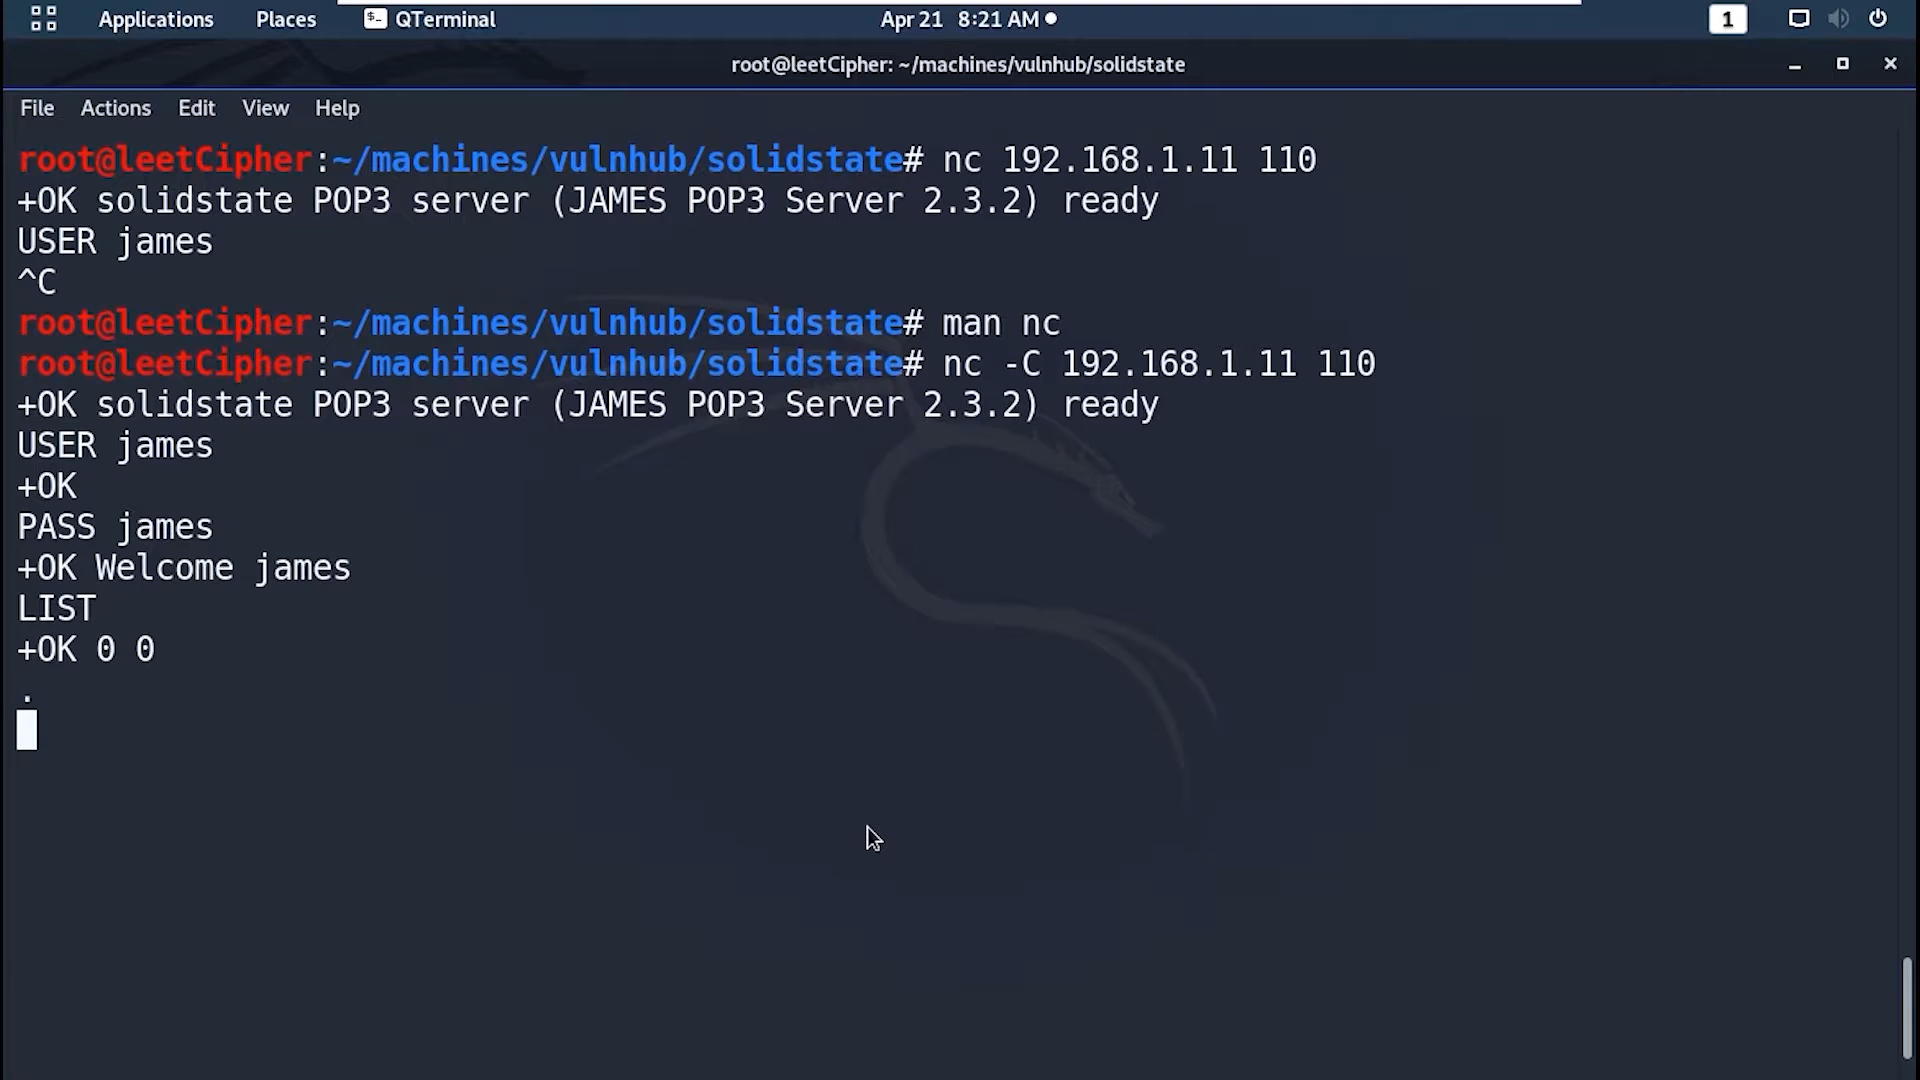 Applications Places QTerminal Apr 21 8:21 AM 1
root@leetCipher: ~/machines/vulnhub/solidstate
File Actions Edit View Help
root@leetCipher:~/machines/vulnhub/solidstate# nc 192.168.1.11 110
+OK solidstate POP3 server (JAMES POP3 Server 2.3.2) ready
USER james
^C
root@leetCipher:~/machines/vulnhub/solidstate# man nc
root@leetCipher:~/machines/vulnhub/solidstate# nc -C 192.168.1.11 110
+OK solidstate POP3 server (JAMES POP3 Server 2.3.2) ready
USER james
+OK
PASS james
+OK Welcome james
LIST
+OK 0 0
.